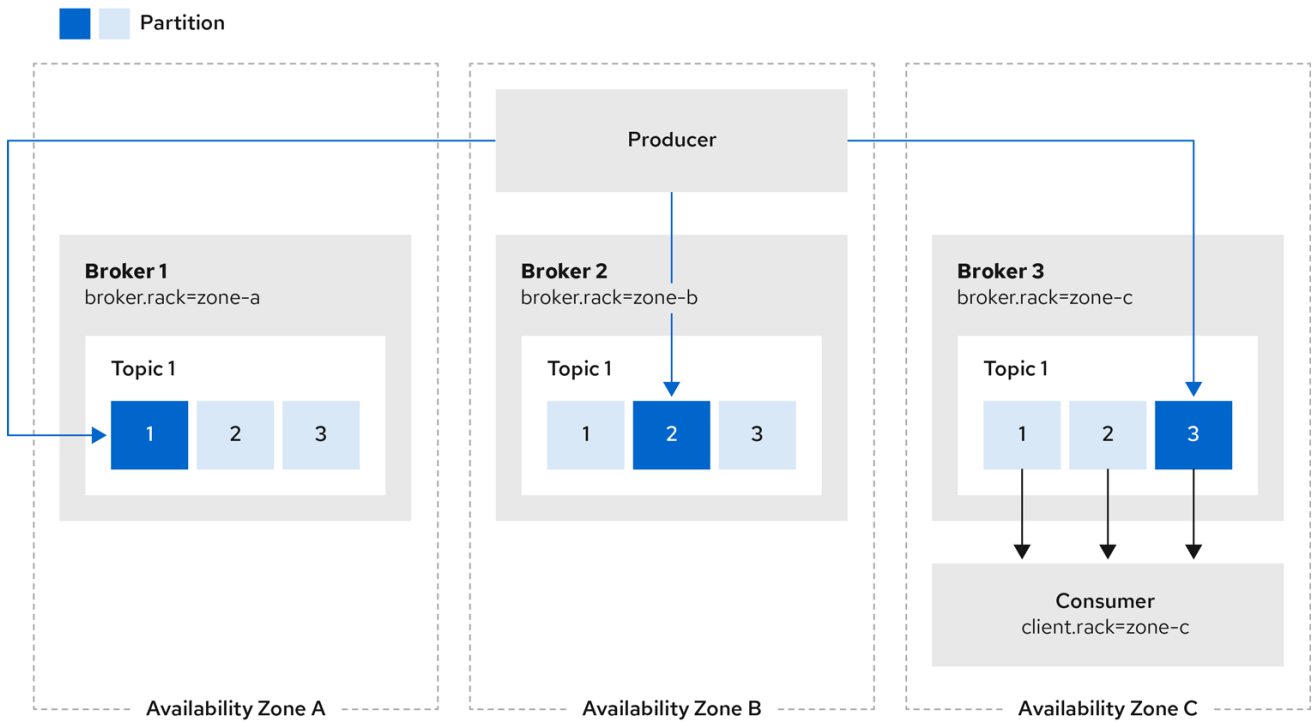 Partition
Producer
Broker 1
broker.rack=zone-a
Topic 1
1 2 3
Broker 2
broker.rack=zone-b
Topic 1
1 2 3
Broker 3
broker.rack=zone-c
Topic 1
1 2 3
Consumer
client.rack=zone-c
Availability Zone A
Availability Zone B
Availability Zone C